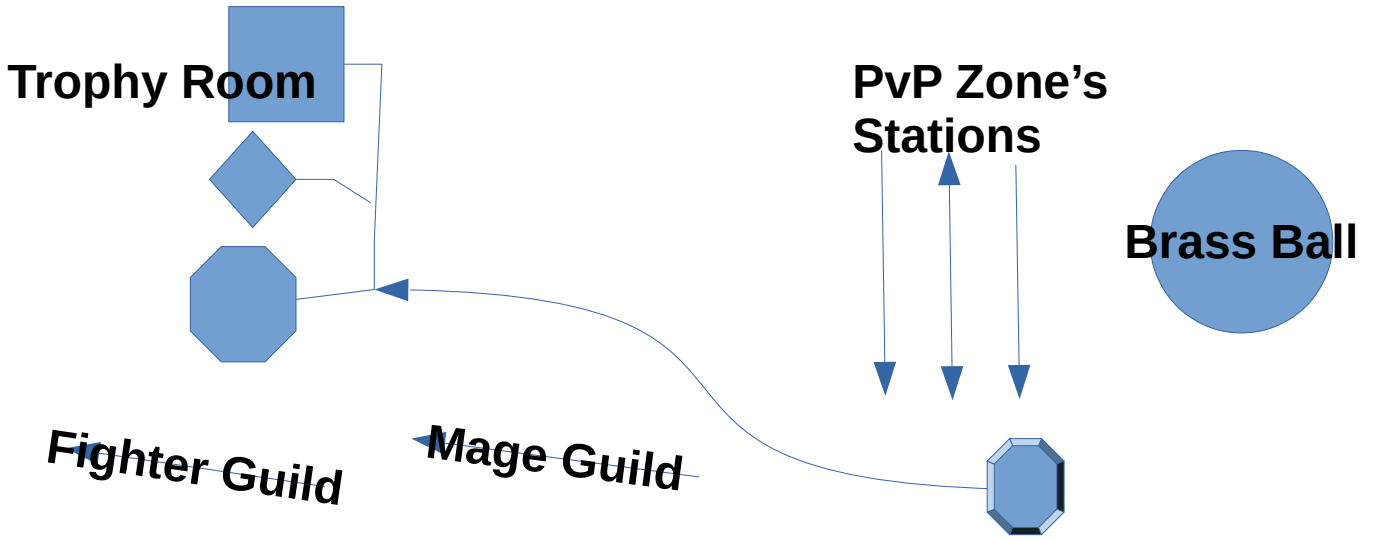 Trophy Room
PvP Zone’s
Stations
Brass Ball
Fighter Guild
Mage Guild